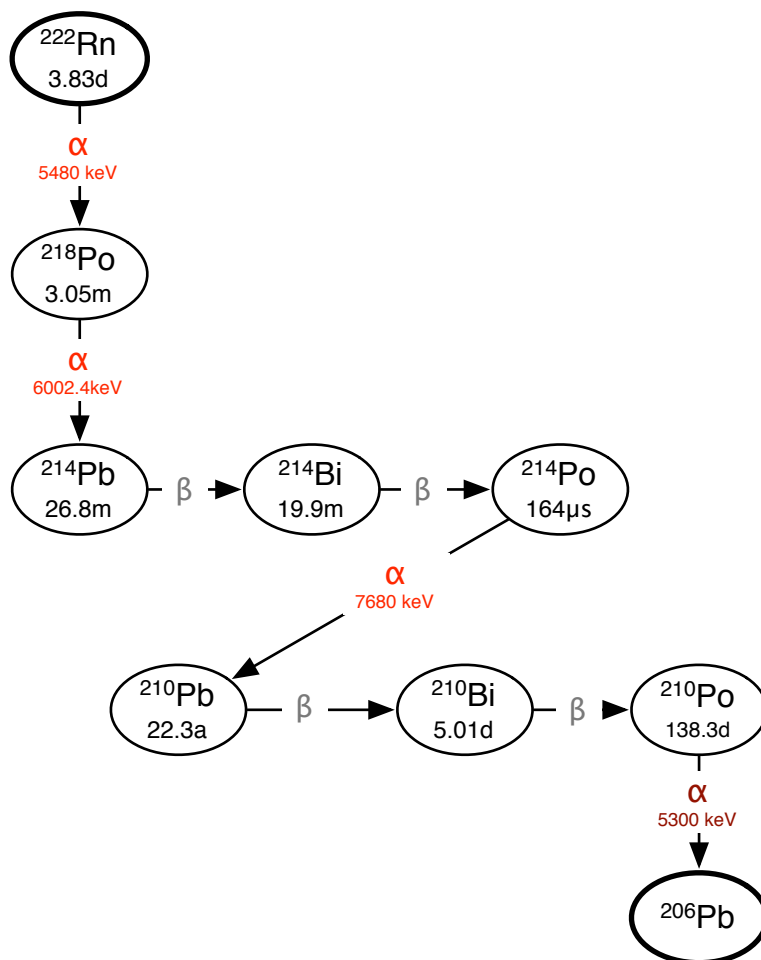 ²²²Rn
3.83d
α
5480 keV
²¹⁸Po
3.05m
α
6002.4keV
²¹⁴Pb
26.8m
β
²¹⁴Bi
19.9m
β
²¹⁴Po
164µs
α
7680 keV
²¹⁰Pb
22.3a
β
²¹⁰Bi
5.01d
β
²¹⁰Po
138.3d
α
5300 keV
²⁰⁶Pb